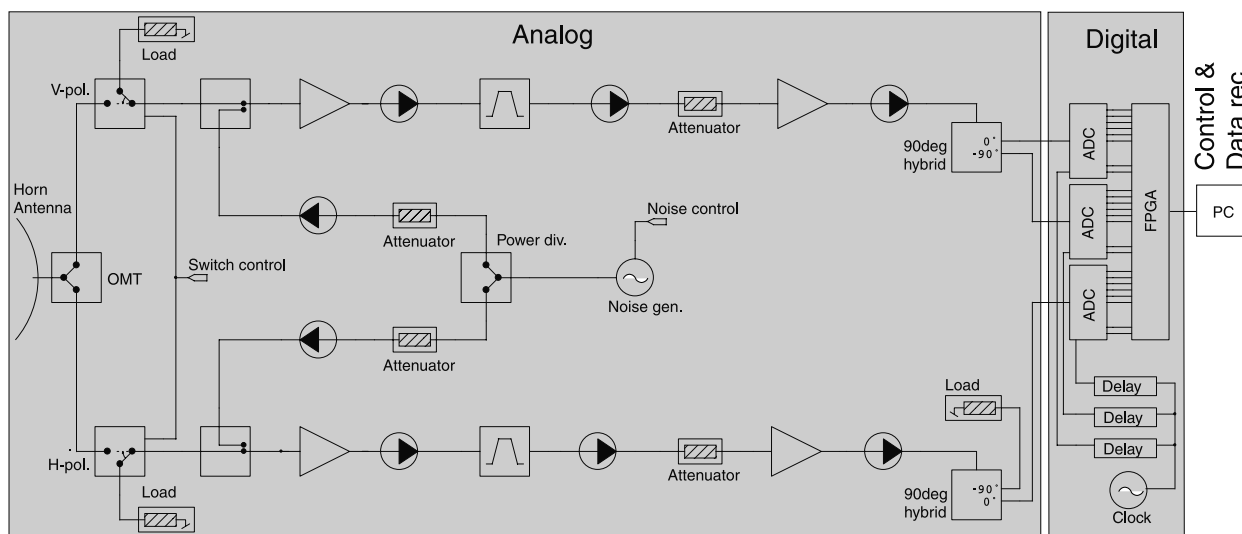 Analog
Digital
Control &
Data rec
Load
V-pol.
Attenuator
90deg
hybrid
0°
-90°
ADC
ADC
ADC
FPGA
PC
Horn
Antenna
OMT
Switch control
Attenuator
Power div.
Noise control
Noise gen.
Attenuator
Load
H-pol.
Load
Attenuator
90deg
hybrid
-90°
0°
Delay
Delay
Delay
Clock